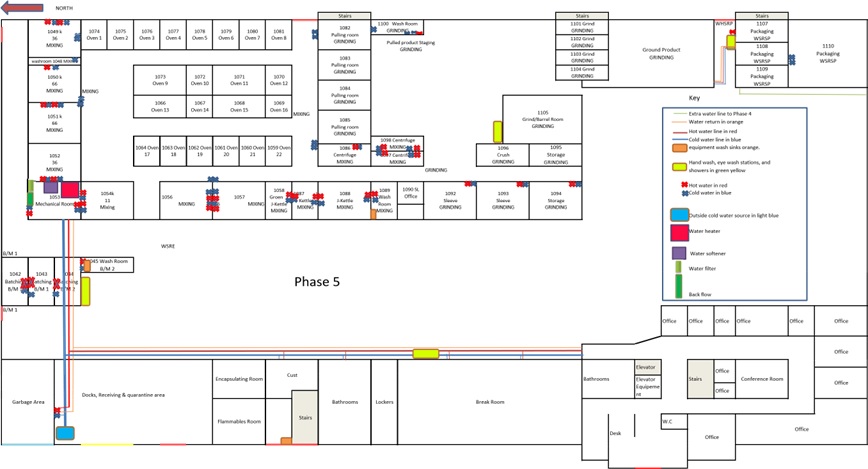 NORTH
Stairs
Stairs
Stairs
1049 k
36
MIXING
1074
Oven 1
1075
Oven 2
1076
Oven 3
1077
Oven 4
1078
Oven 5
1079
Oven 6
1080
Oven 7
1081
Oven 8
1082
Pulling room
GRINDING
1100 Wash Room
GRINDING
Pulled product Staging
GRINDING
1101 Grind
GRINDING
1102 Grind
GRINDING
1103 Grind
GRINDING
1104 Grind
GRINDING
Ground Product
GRINDING
WHSRP
1107
Packaging
WSRSP
1108
Packaging
WSRSP
1109
Packaging
WSRSP
1110
Packaging
WSRSP
washroom 1048 MIXING
1050 k
66
MIXING
MIXING
1073
Oven 9
1072
Oven 10
1071
Oven 11
1070
Oven 12
1083
Pulling room
GRINDING
1084
Pulling room
GRINDING
1066
Oven 13
1067
Oven 14
1068
Oven 15
1069
Oven 16
MIXING
1051 k
66
MIXING
1085
Pulling room
GRINDING
1105
Grind/Barrel Room
GRINDING
1052
36
MIXING
1064 Oven
17
1063
Oven 18
1062
Oven 19
1061
Oven 20
1060
Oven 21
1059 Oven
22
1086
Centrifuge
MIXING
1098 Centrifuge
MIXING
1096
Crush
GRINDING
1095
Storage
GRINDING
GRINDING
Mechanical Room
1054k
11
Mixing
1056
MIXING
1057
MIXING
1058
Green
J-Kettle
MIXING
MIXING
1088
J-Kettle
MIXING
1089
Wash
Room
MIXING
1090 SL
Office
1092
Sleeve
GRINDING
1093
Sleeve
GRINDING
1094
Storage
GRINDING
Key
Extra water line to Phase 4
Water return in orange
Hot water line in red
Cold water line in blue
equipment wash sinks orange.
Hand wash, eye wash stations, and
showers in green yellow
Hot water in red
Cold water in blue
Outside cold water source in light blue
Water heater
Water softener
Water filter
Back flow
WSRE
B/M 1
1045 Wash Room
B/M 2
1042
B/M
1043
B/M 1
B/M 1
Phase 5
Office
Office
Office
Office
Office
Office
Office
Office
Garbage Area
Docks, Receiving & quarantine area
Encapsulating Room
Flammables Room
Cust
Stairs
Bathrooms
Lockers
Break Room
Bathrooms
Elevator
Elevator
Equipeme
nt
Stairs
Office
Office
Conference Room
Office
Desk
W.C
Office
Office